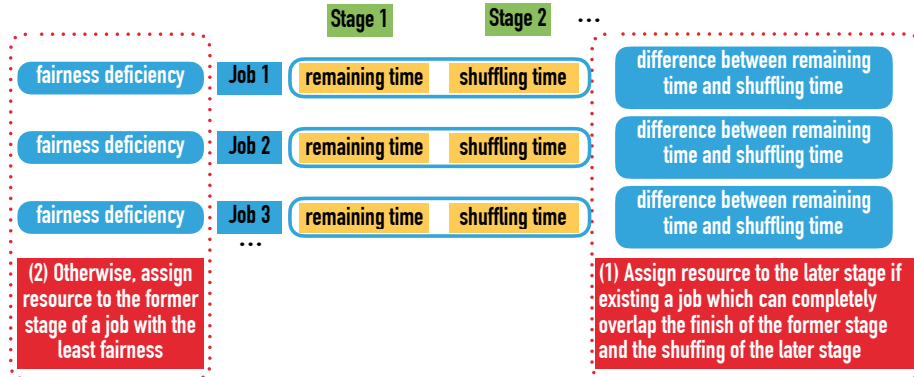 Stage 1
Stage 2
...
fairness deficiency
Job 1
remaining time
shuffling time
difference between remaining
time and shuffling time
fairness deficiency
Job 2
remaining time
shuffling time
difference between remaining
time and shuffling time
fairness deficiency
Job 3
remaining time
shuffling time
difference between remaining
time and shuffling time
...
(2) Otherwise, assign
resource to the former
stage of a job with the
least fairness
(1) Assign resource to the later stage if
existing a job which can completely
overlap the finish of the former stage
and the shuffing of the later stage